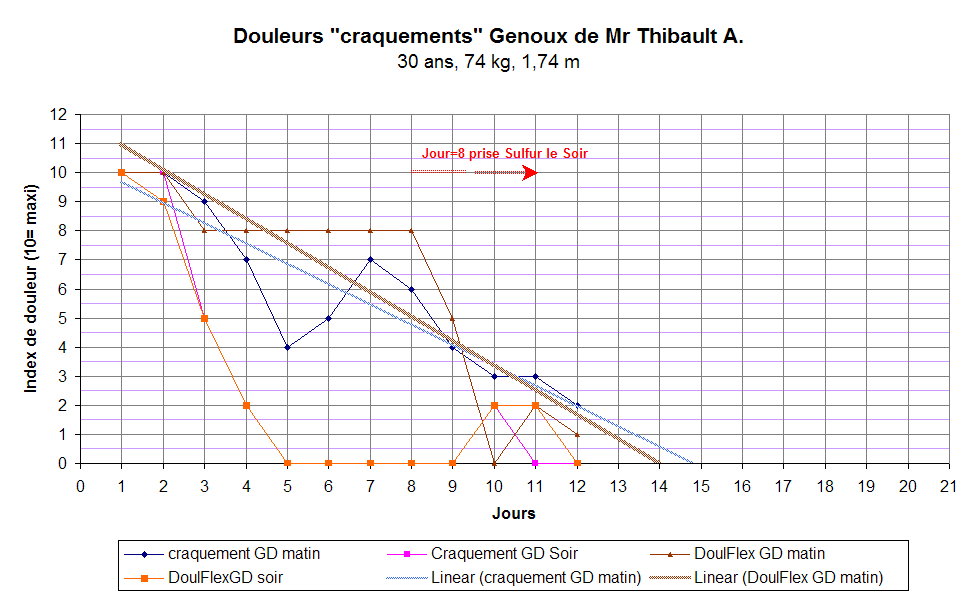 Douleurs "craquements" Genoux de Mr Thibault A.
30 ans, 74 kg, 1,74 m
Jour=8 prise Sulfur le Soir
Index de douleur (10= maxi)
12
11
10
9
8
7
6
5
4
3
2
1
0
0 1 2 3 4 5 6 7 8 9 10 11 12 13 14 15 16 17 18 19 20 21
Jours
craquement GD matin Craquement GD Soir DoulFlex GD matin
DoulFlexGD soir Linear (craquement GD matin) Linear (DoulFlex GD matin)